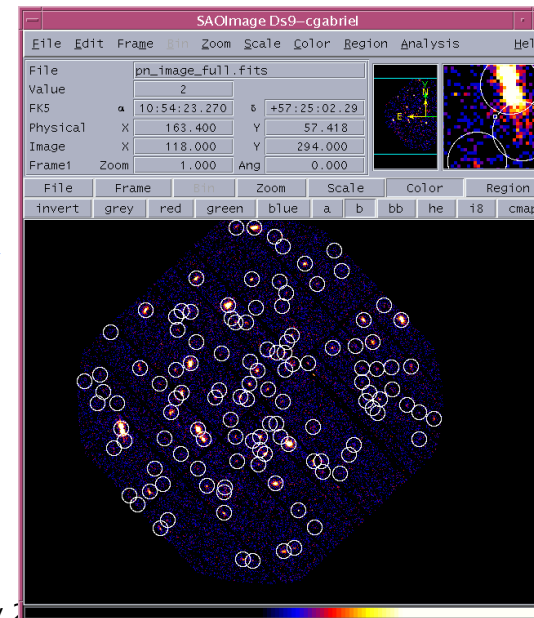 SAOImage Ds9-cgabriel
File Edit Frame Bin Zoom Scale Color Region Analysis Hel
File pn_image_full.fits
Value 2
FK5 α 10:54:23.270 δ +57:25:02.29
Physical X 163.400 Y 57.418
Image X 118.000 Y 294.000
Frame1 Zoom 1.000 Ang 0.000
N
E
File Frame Bin Zoom Scale Color Region
invert grey red green blue a b bb he i8 cmap